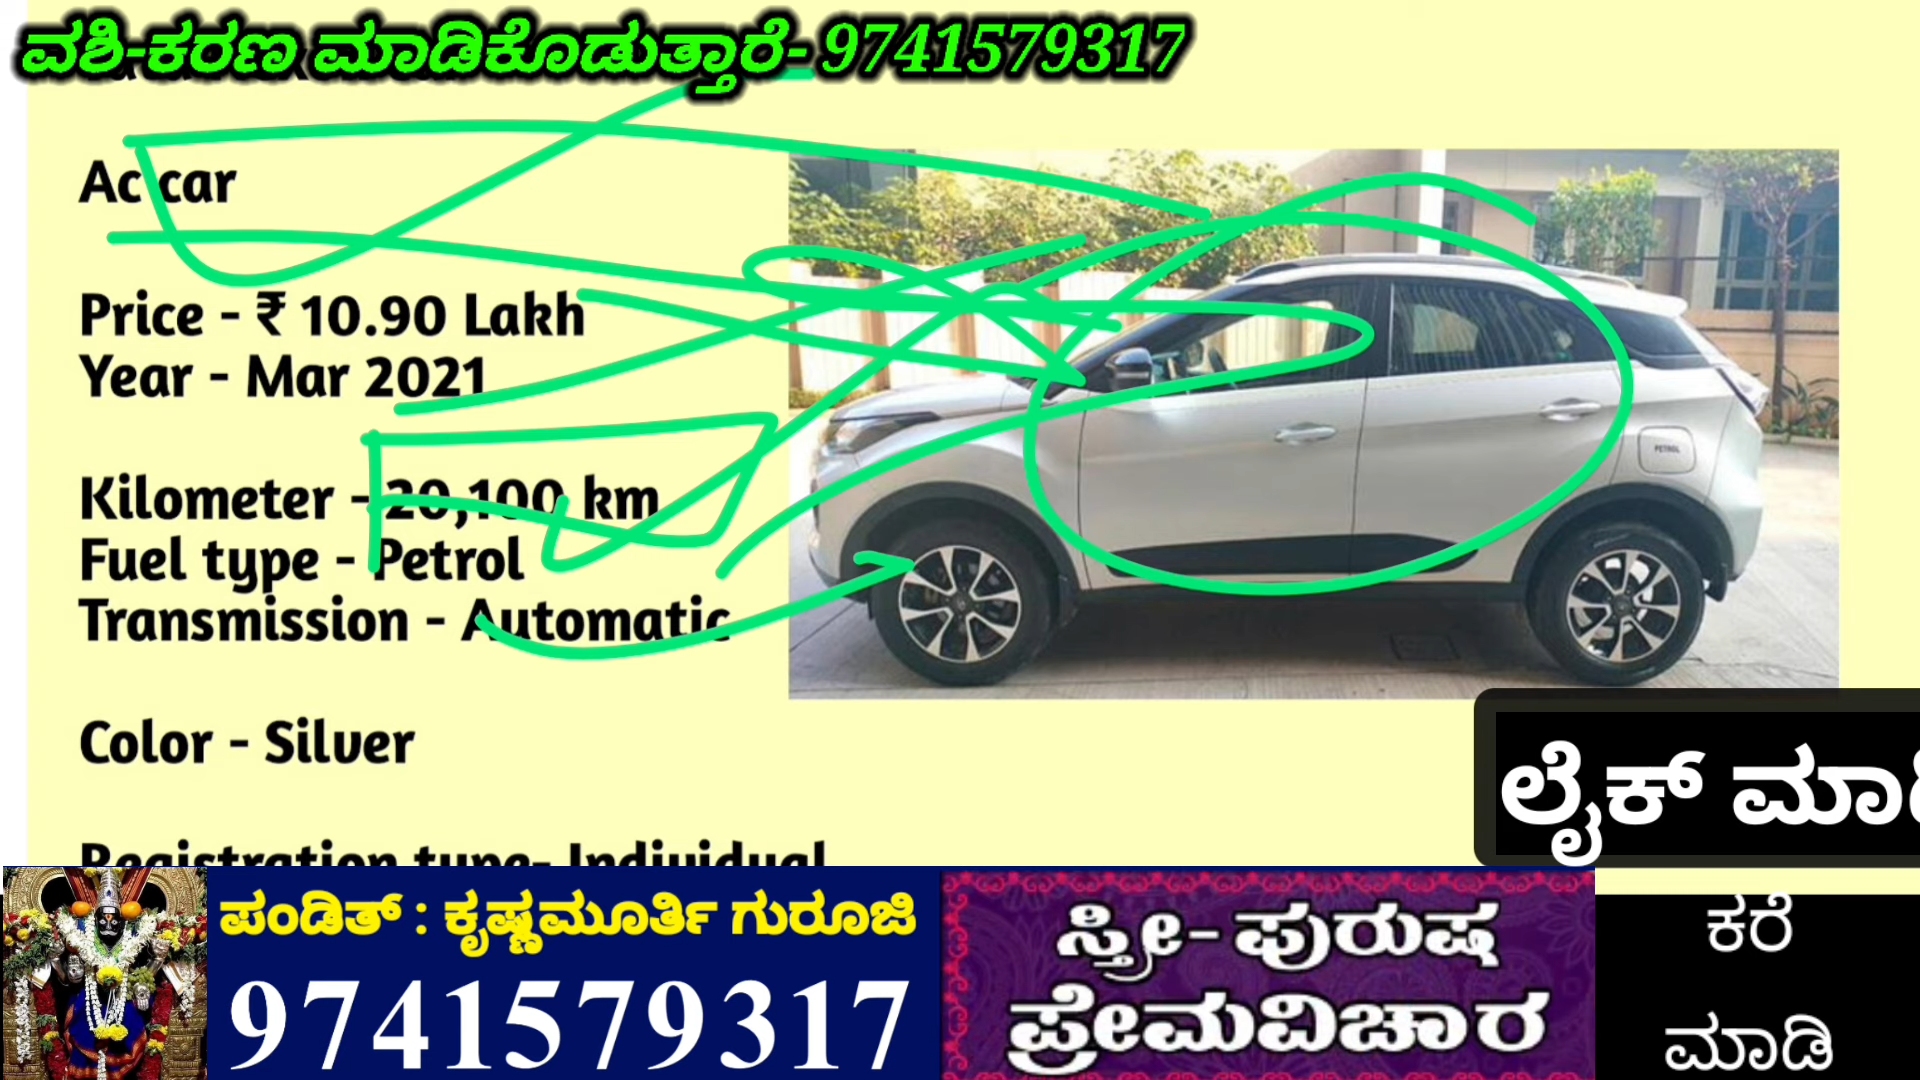 ವಶಿ-ಕರಣ ಮಾಡಿಕೊಡುತ್ತಾರೆ- 9741579317
Ac car
Price - ₹ 10.90 Lakh
Year - Mar 2021
Kilometer - 20,100 km
Fuel type - Petrol
Transmission - Automatic
Color - Silver
Registration type- Individual
PETROL
ಲೈಕ್ ಮಾಡಿ
ಪಂಡಿತ್ : ಕೃಷ್ಣಮೂರ್ತಿ ಗುರೂಜಿ
9741579317
ಸ್ತ್ರೀ-ಪುರುಷ
ಪ್ರೇಮವಿಚಾರ
ಕರೆ
ಮಾಡಿ